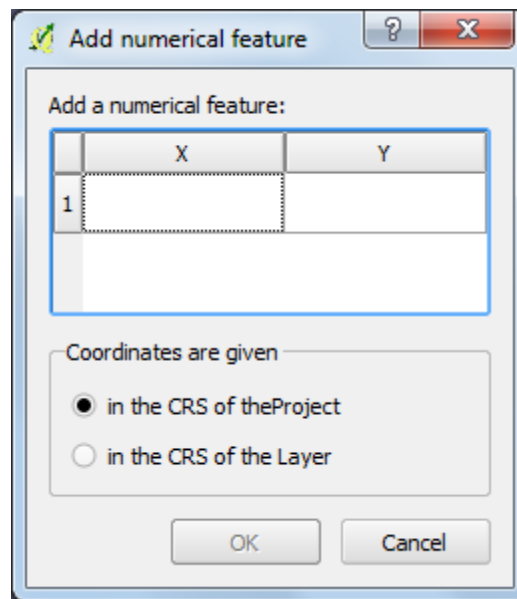 Add numerical feature
Add a numerical feature:
X Y
1
Coordinates are given
in the CRS of theProject
in the CRS of the Layer
OK Cancel